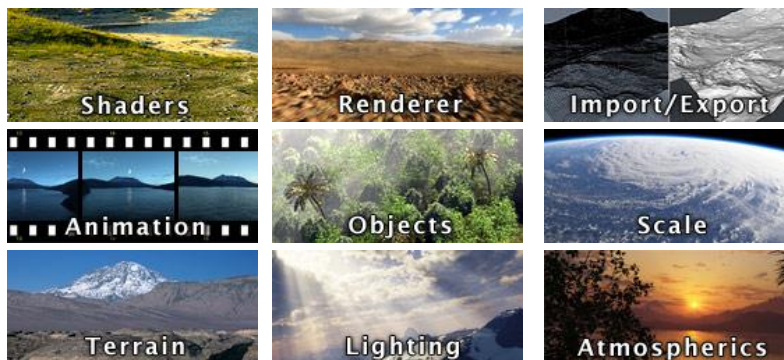 Shaders
Renderer
Import/Export
Animation
Objects
Scale
Terrain
Lighting
Atmospherics